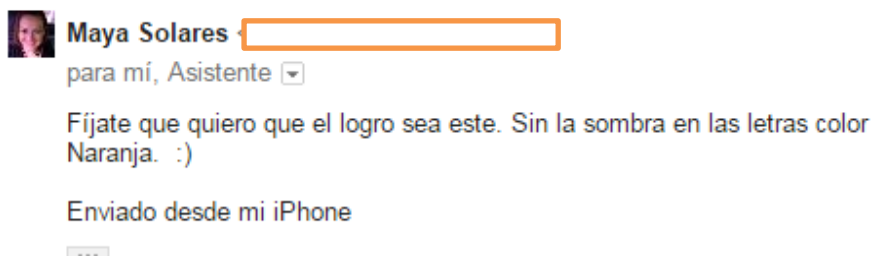 Maya Solares
para mí, Asistente
Fíjate que quiero que el logro sea este. Sin la sombra en las letras color
Naranja. :)
Enviado desde mi iPhone